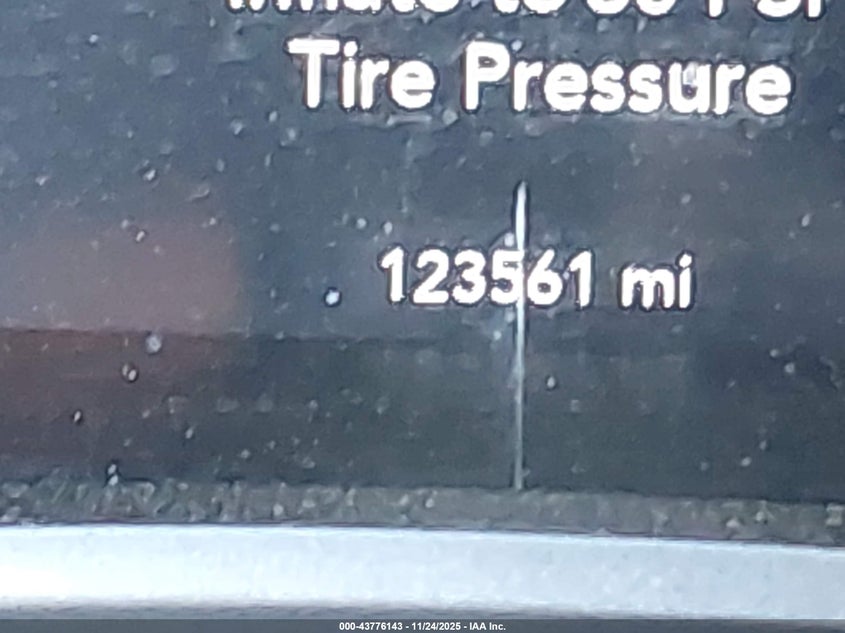 Tire Pressure
123561 mi
000-43776143 - 11/24/2025 - IAA Inc.